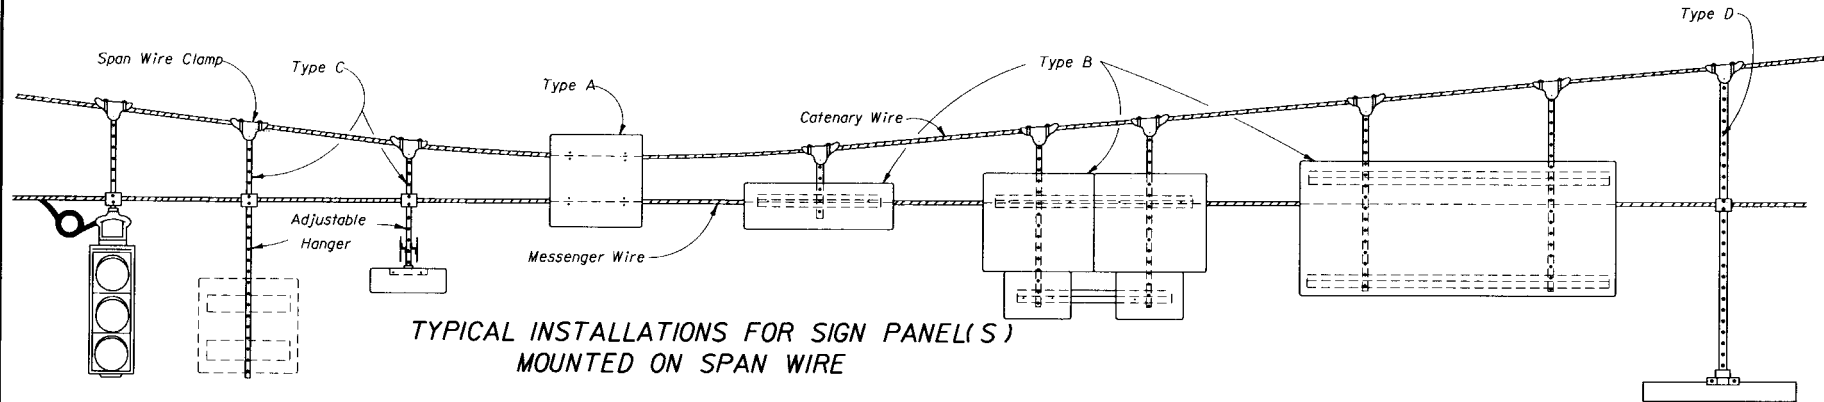 Type D
Span Wire Clamp
Type C
Type A
Type B
Catenary Wire
Adjustable
Hanger
Messenger Wire
TYPICAL INSTALLATIONS FOR SIGN PANEL(S)
MOUNTED ON SPAN WIRE